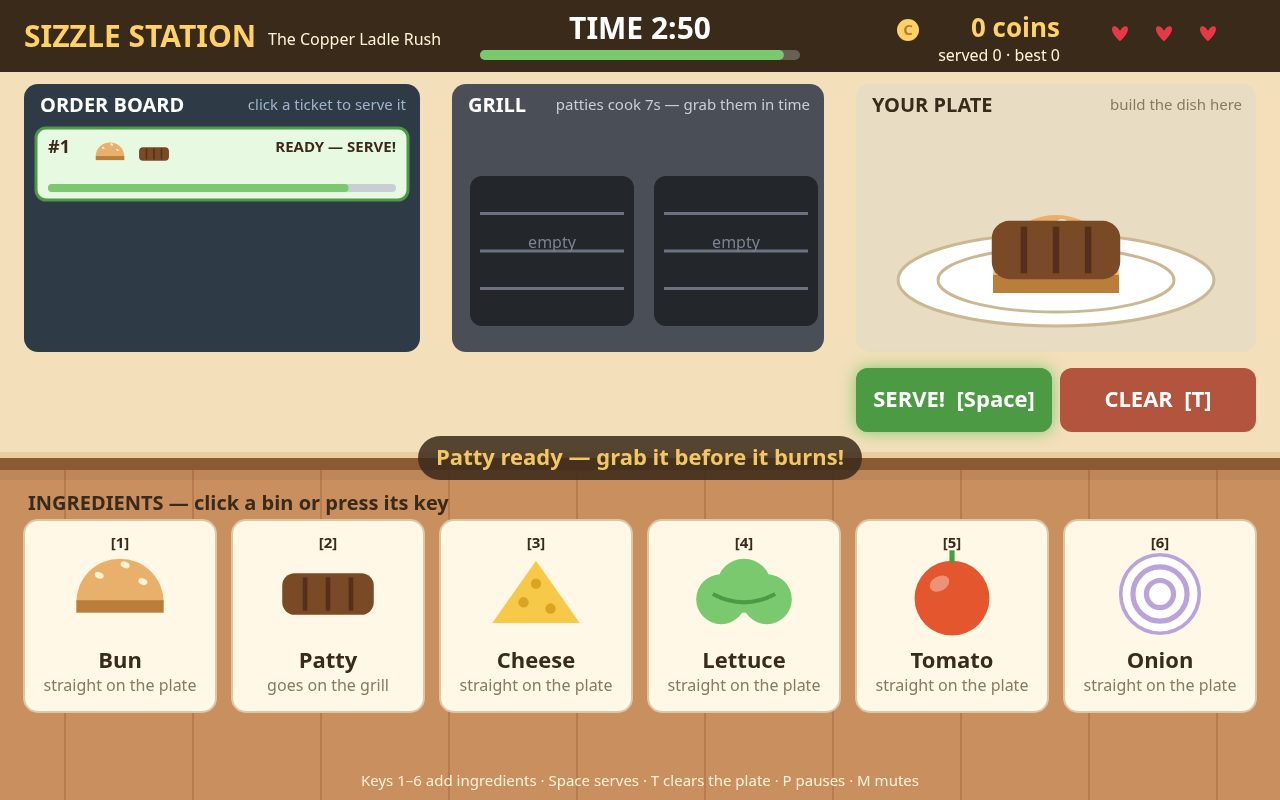 SIZZLE STATION The Copper Ladle Rush
TIME 2:50
C 0 coins
served 0 · best 0
ORDER BOARD click a ticket to serve it
#1 READY — SERVE!
GRILL patties cook 7s — grab them in time
empty empty
YOUR PLATE build the dish here
SERVE! [Space] CLEAR [T]
Patty ready — grab it before it burns!
INGREDIENTS — click a bin or press its key
[1] [2] [3] [4] [5] [6]
Bun Patty Cheese Lettuce Tomato Onion
straight on the plate goes on the grill straight on the plate straight on the plate straight on the plate straight on the plate
Keys 1–6 add ingredients · Space serves · T clears the plate · P pauses · M mutes